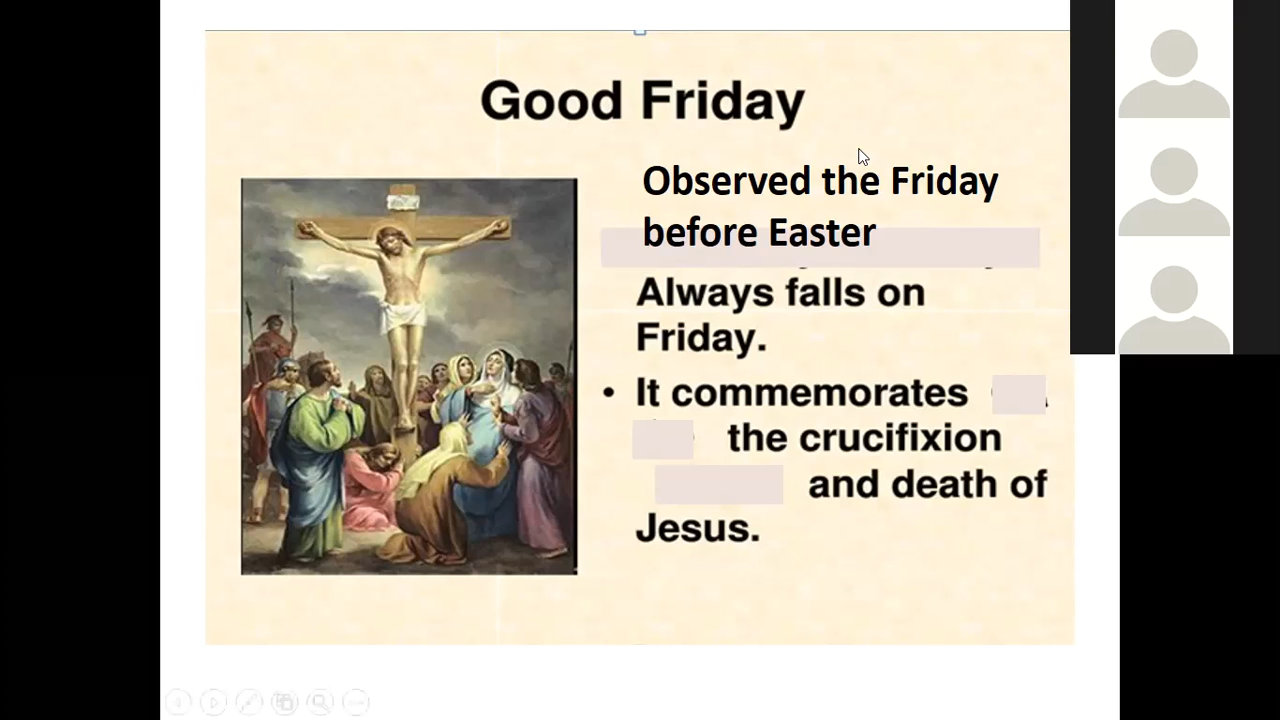 Good Friday
Observed the Friday
before Easter
Always falls on
Friday.
• It commemorates
the crucifixion
and death of
Jesus.